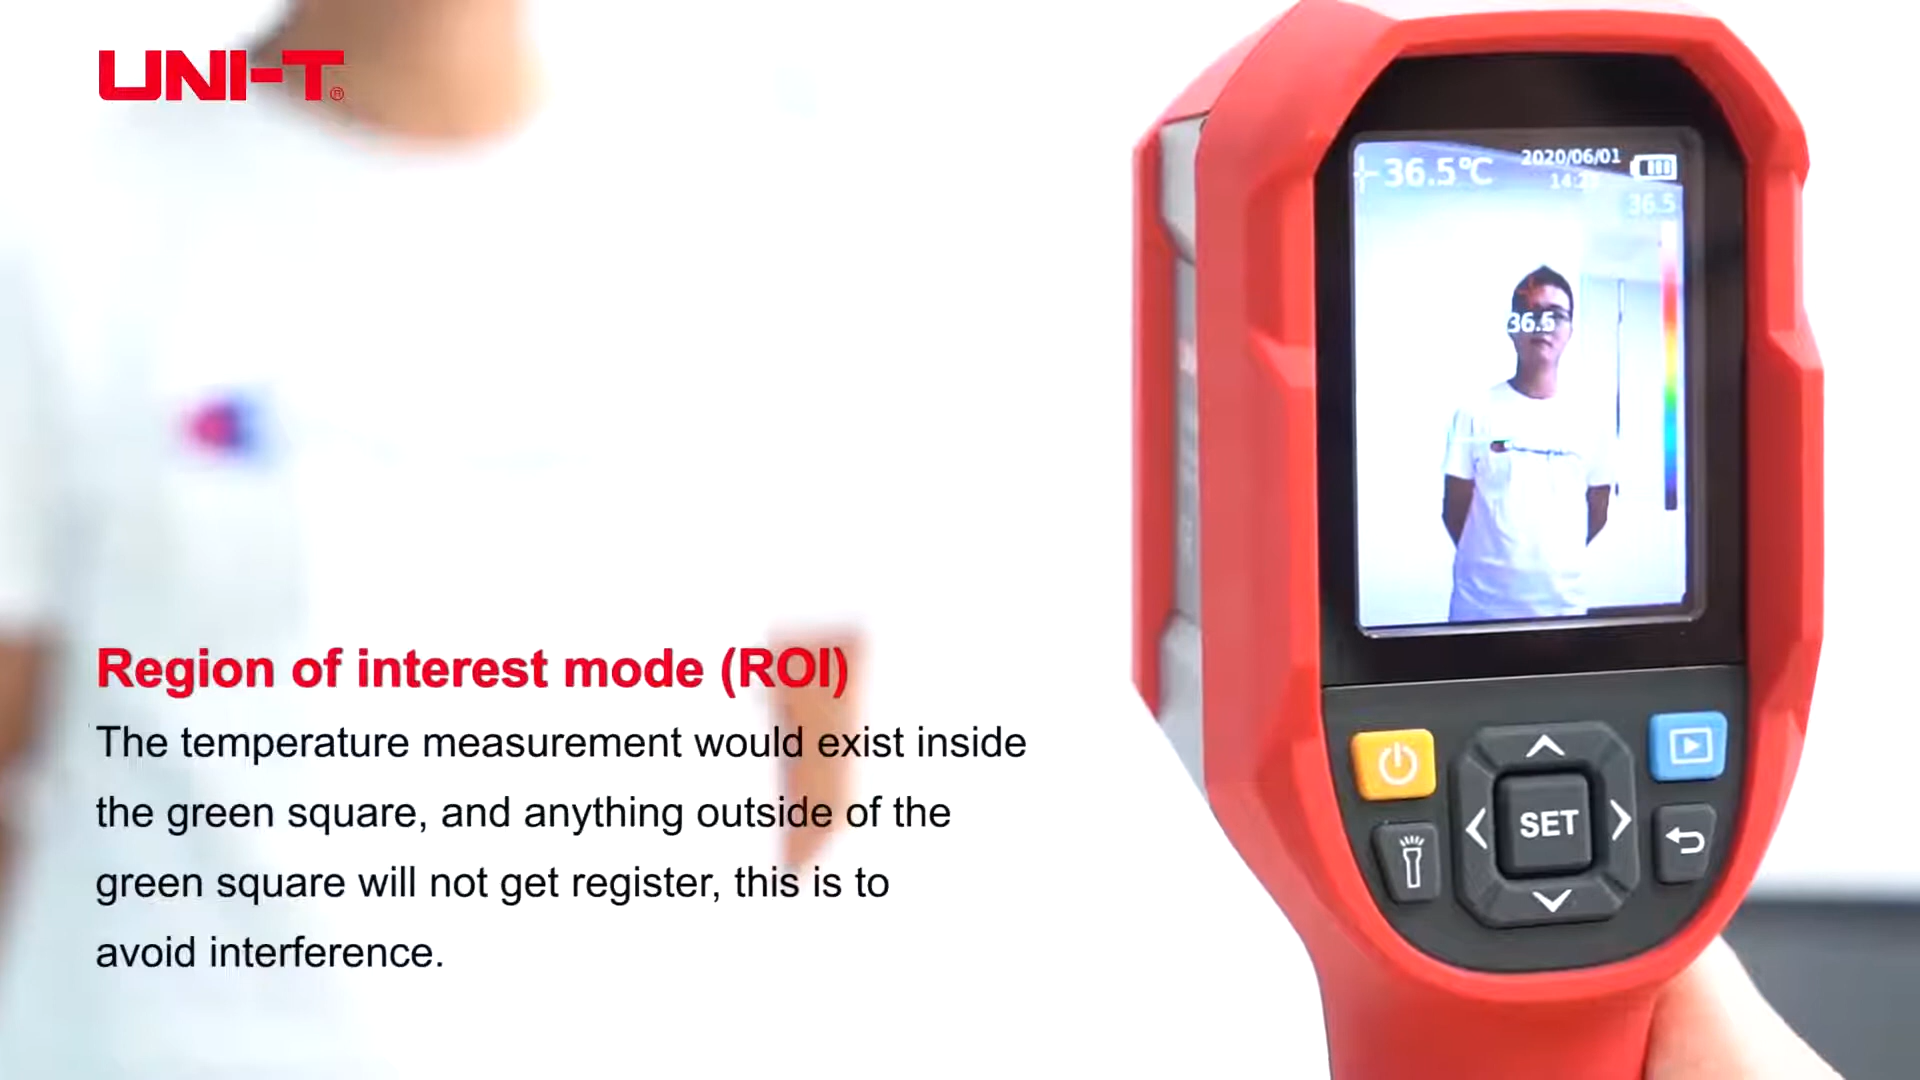 UNI-T®
36.5°C
2020/06/01
36.5
36.5
Region of interest mode (ROI)
The temperature measurement would exist inside
the green square, and anything outside of the
green square will not get register, this is to
avoid interference.
SET